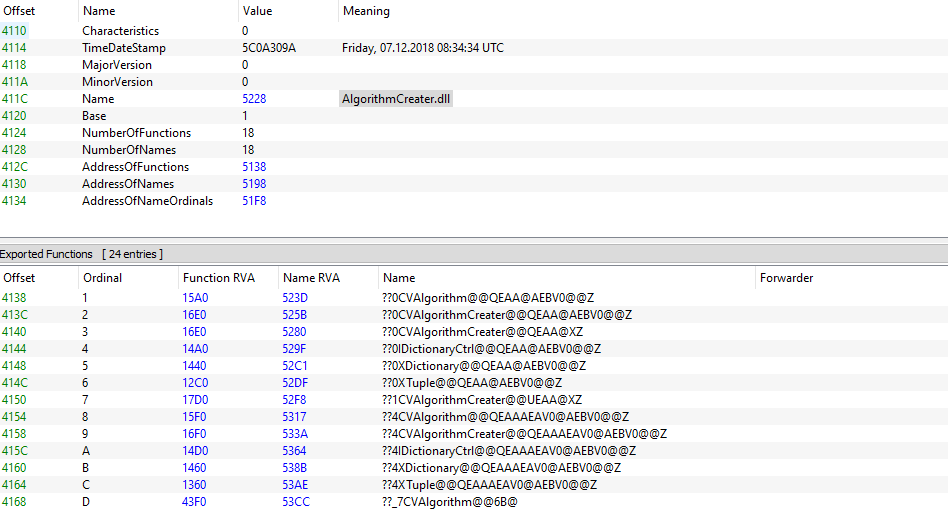 Offset Name Value Meaning
4110 Characteristics 0
4114 TimeDateStamp 5C0A309A Friday, 07.12.2018 08:34:34 UTC
4118 MajorVersion 0
411A MinorVersion 0
411C Name 5228 AlgorithmCreater.dll
4120 Base 1
4124 NumberOfFunctions 18
4128 NumberOfNames 18
412C AddressOfFunctions 5138
4130 AddressOfNames 5198
4134 AddressOfNameOrdinals 51F8
Exported Functions [ 24 entries ]
Offset Ordinal Function RVA Name RVA Name Forwarder
4138 1 15A0 523D ??0CVAlgorithm@@QEAA@AEBV0@@Z
413C 2 16E0 525B ??0CVAlgorithmCreater@@QEAA@AEBV0@@Z
4140 3 16E0 5280 ??0CVAlgorithmCreater@@QEAA@XZ
4144 4 14A0 529F ??0IDictionaryCtrl@@QEAA@AEBV0@@Z
4148 5 1440 52C1 ??0XDictionary@@QEAA@AEBV0@@Z
414C 6 12C0 52DF ??0XTuple@@QEAA@AEBV0@@Z
4150 7 17D0 52F8 ??1CVAlgorithmCreater@@UEAA@XZ
4154 8 15F0 5317 ??4CVAlgorithm@@QEAAAEAV0@AEBV0@@Z
4158 9 16F0 533A ??4CVAlgorithmCreater@@QEAAAEAV0@AEBV0@@Z
415C A 14D0 5364 ??4IDictionaryCtrl@@QEAAAEAV0@AEBV0@@Z
4160 B 1460 538B ??4XDictionary@@QEAAAEAV0@AEBV0@@Z
4164 C 1360 53AE ??4XTuple@@QEAAAEAV0@AEBV0@@Z
4168 D 43F0 53CC ??_7CVAlgorithm@@6B@